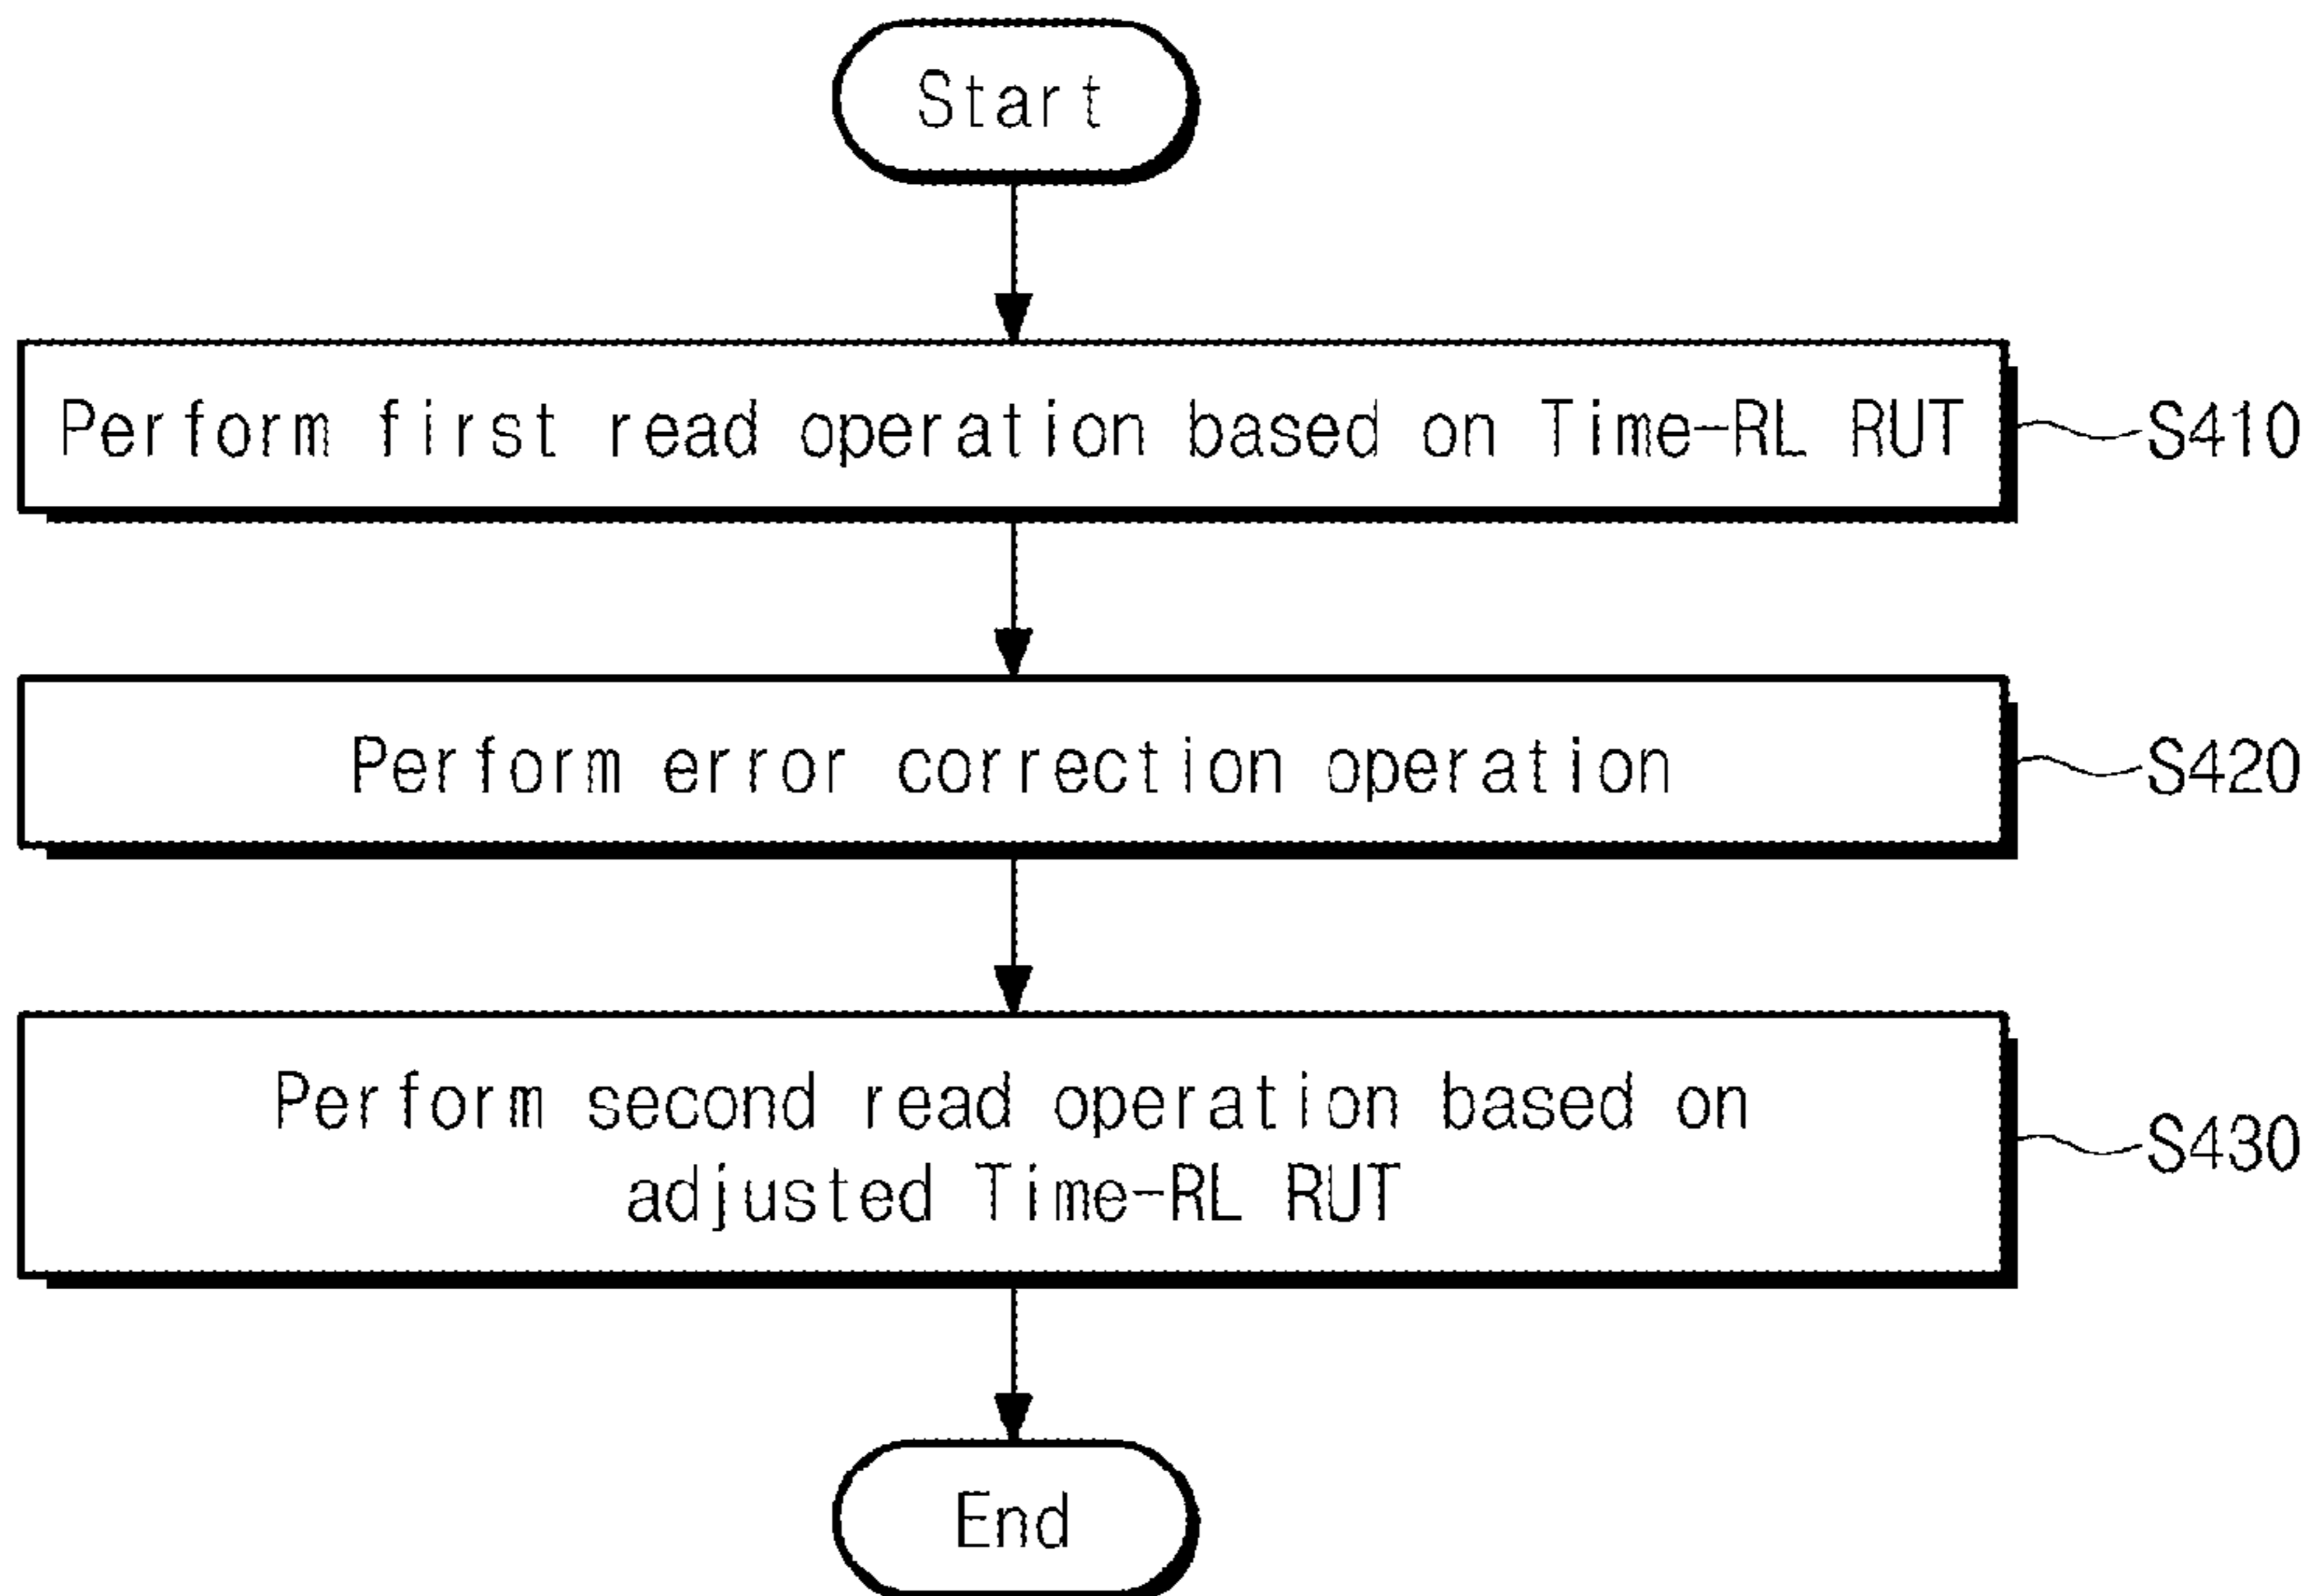 Start
Perform first read operation based on Time-RL RUT
S410
Perform error correction operation
S420
Perform second read operation based on
adjusted Time-RL RUT
S430
End